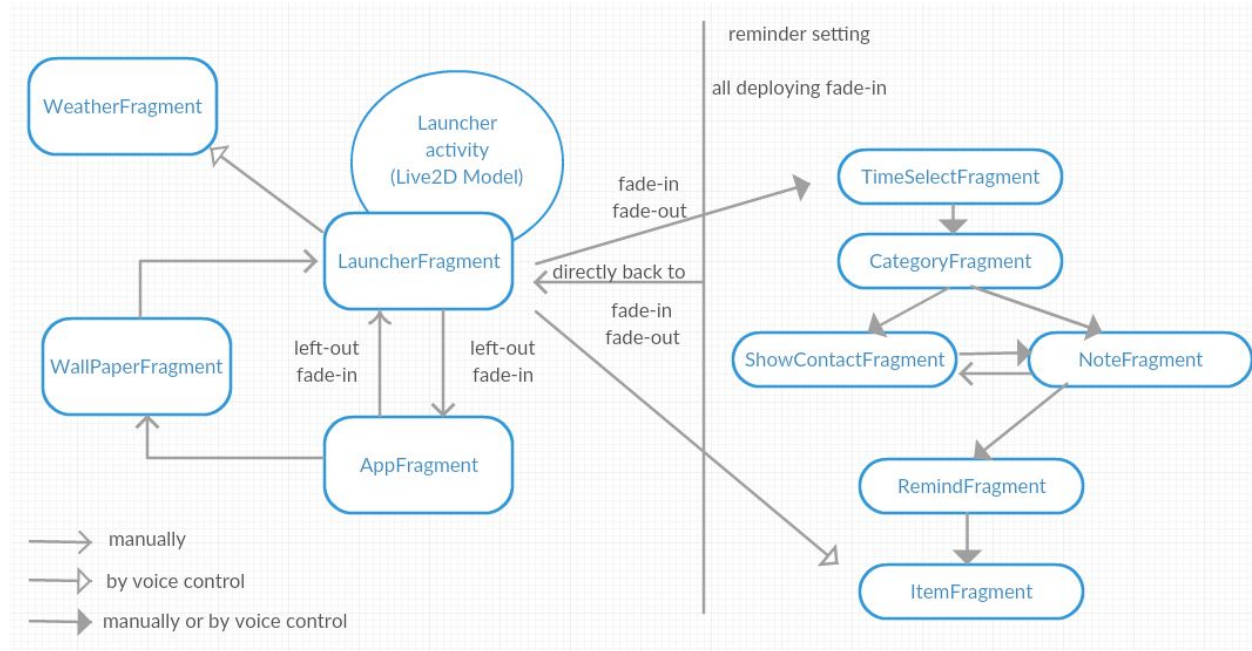 reminder setting
all deploying fade-in
WeatherFragment
Launcher
activity
(Live2D Model)
TimeSelectFragment
fade-in
fade-out
LauncherFragment
CategoryFragment
directly back to
fade-in
fade-out
left-out
fade-in
left-out
fade-in
WallPaperFragment
ShowContactFragment
NoteFragment
AppFragment
RemindFragment
ItemFragment
manually
by voice control
manually or by voice control